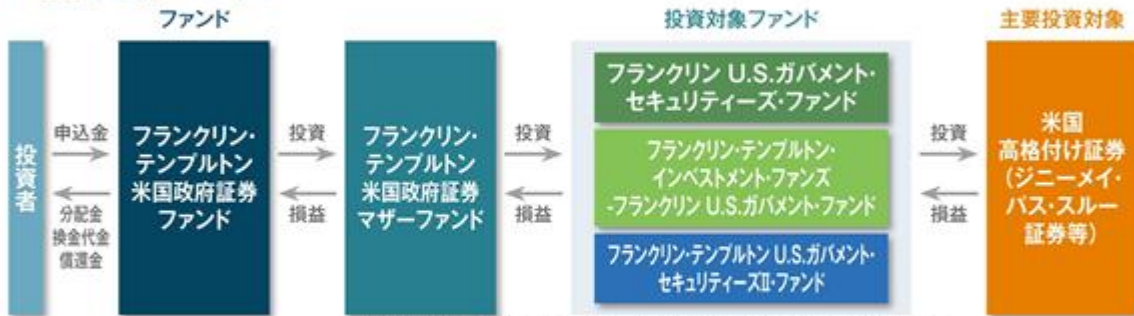 ファンド
投資対象ファンド
主要投資対象
投資者
申込金
分配金
換金代金
償還金
フランクリン・
テンプルトン
米国政府証券
ファンド
投資
損益
フランクリン・
テンプルトン
米国政府証券
マザーファンド
投資
損益
フランクリン U.S.ガバメント・
セキュリティーズ・ファンド
フランクリン・テンプルトン・
インベストメント・ファンズ
-フランクリン U.S.ガバメント・ファンド
フランクリン・テンプルトン U.S.ガバメント・
セキュリティーズII・ファンド
投資
損益
米国
高格付け証券
(ジニーメイ・
パス・スルー
証券等)